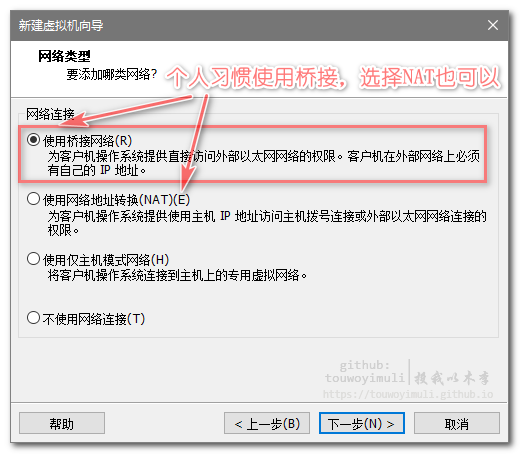 新建虚拟机向导
网络类型
要添加哪类网络?
个人习惯使用桥接，选择NAT也可以
网络连接
使用桥接网络(R)
为客户机操作系统提供直接访问外部以太网网络的权限。客户机在外部网络上必须
有自己的 IP 地址。
使用网络地址转换(NAT)(E)
为客户机操作系统提供使用主机 IP 地址访问主机拨号连接或外部以太网网络连接的
权限。
使用仅主机模式网络(H)
将客户机操作系统连接到主机上的专用虚拟网络。
不使用网络连接(T)
github:
touwoyimuli
投我以木李
https://touwoyimuli.github.io
帮助
< 上一步(B)
下一步(N) >
取消